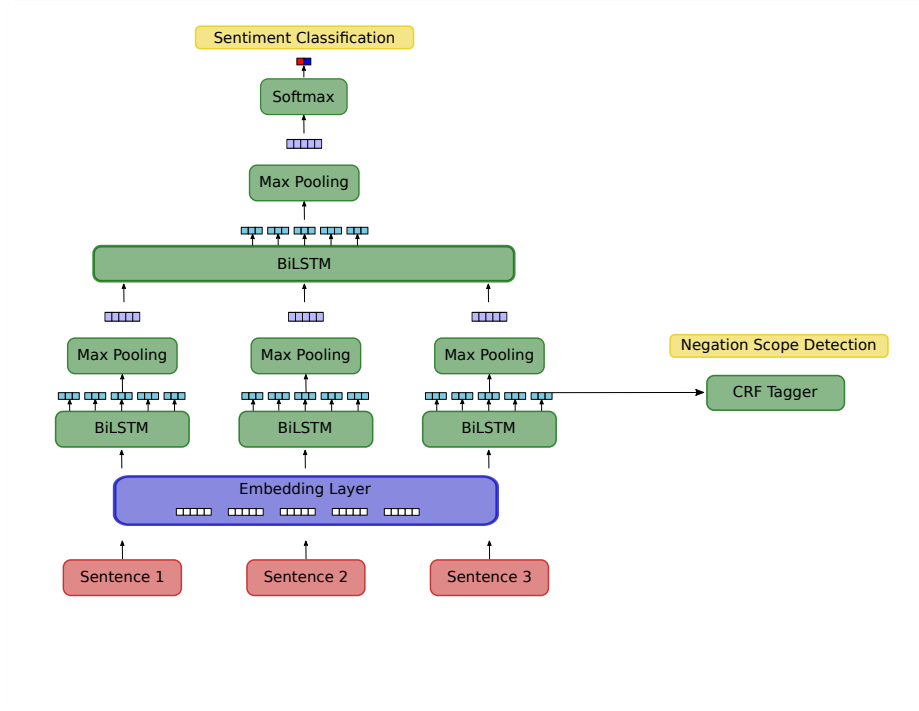 Sentiment Classification
Softmax
Max Pooling
BiLSTM
Max Pooling
Max Pooling
Max Pooling
Negation Scope Detection
CRF Tagger
BiLSTM
BiLSTM
BiLSTM
Embedding Layer
Sentence 1
Sentence 2
Sentence 3